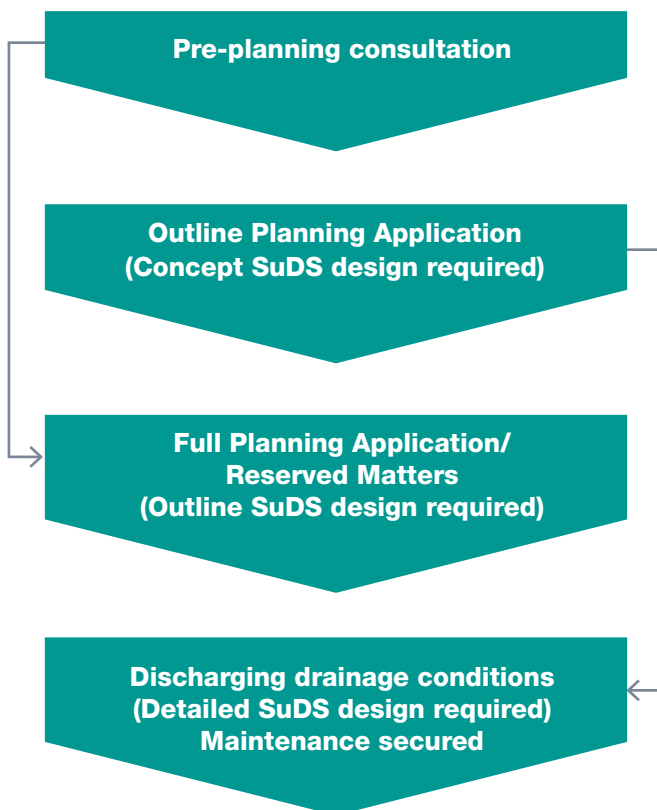 Pre-planning consultation
Outline Planning Application
(Concept SuDS design required)
Full Planning Application/
Reserved Matters
(Outline SuDS design required)
Discharging drainage conditions
(Detailed SuDS design required)
Maintenance secured